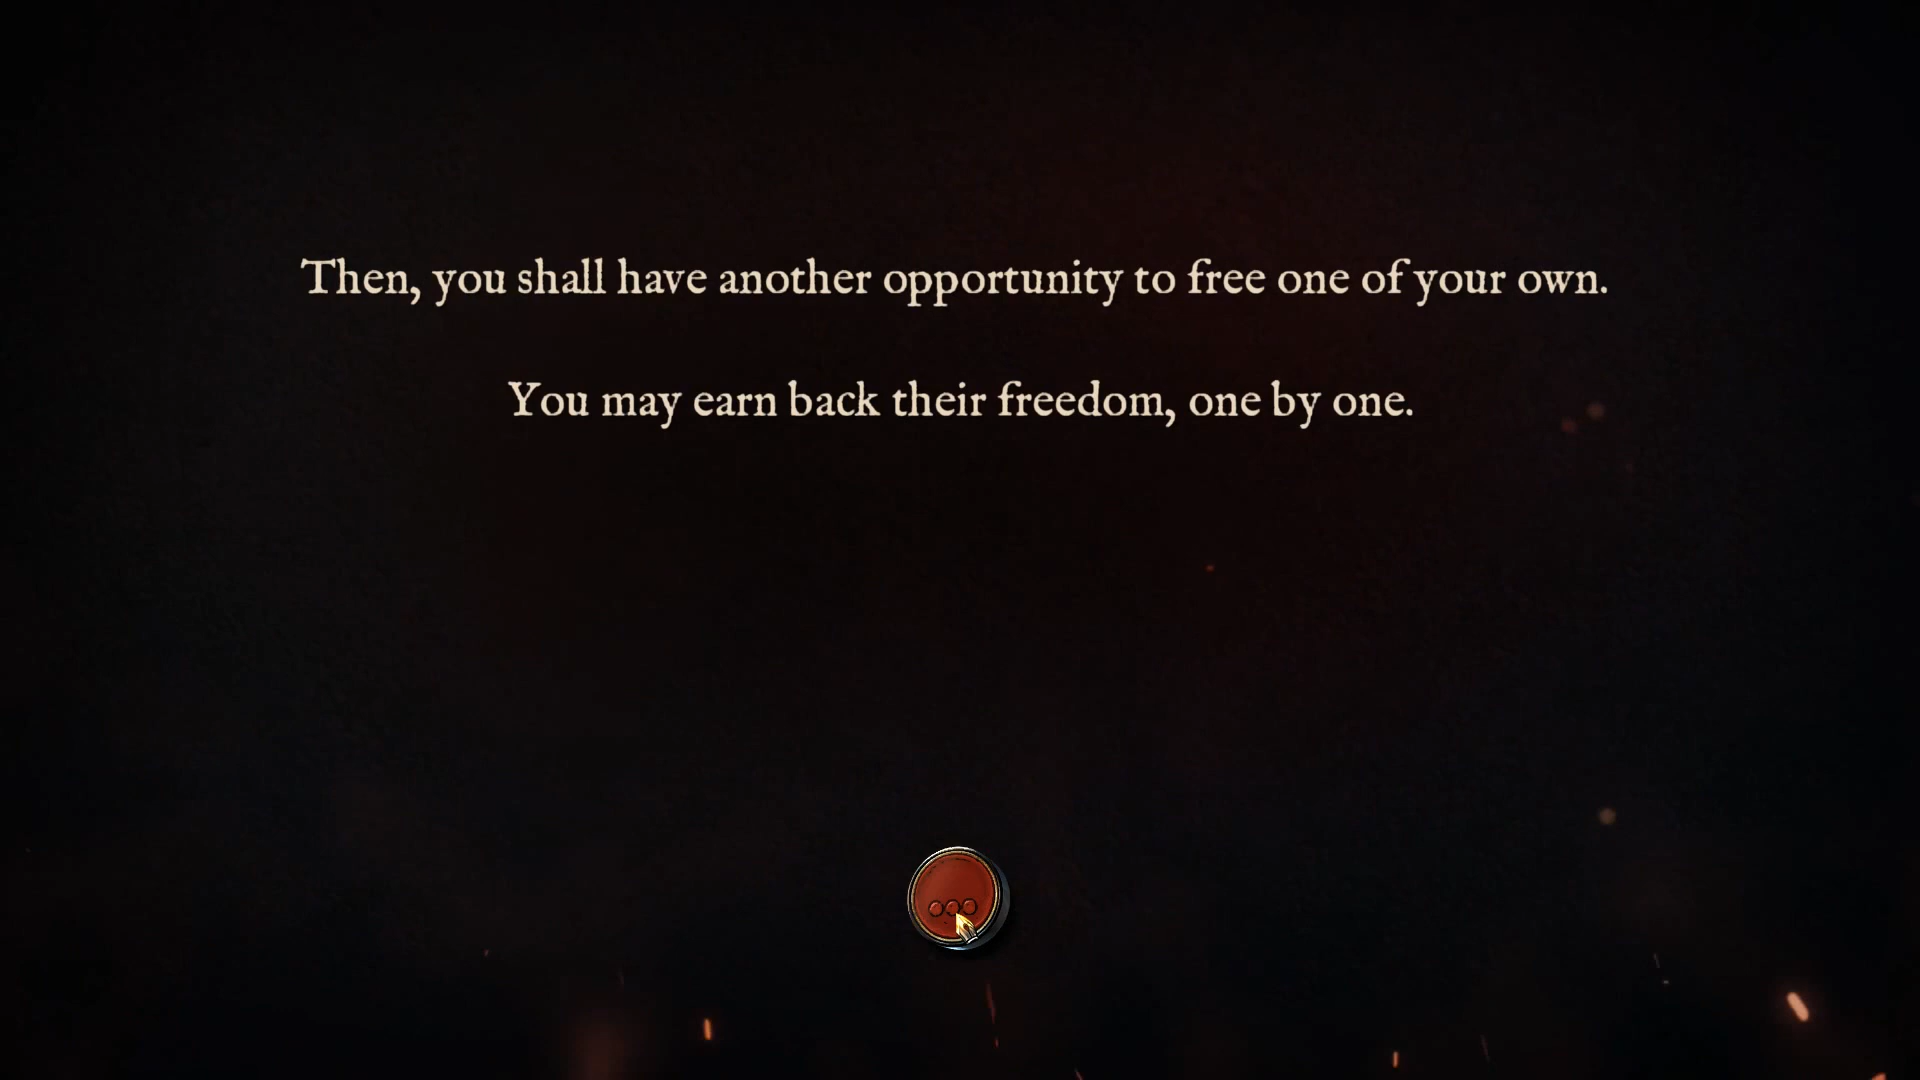 Then, you shall have another opportunity to free one of your own.
You may earn back their freedom, one by one.